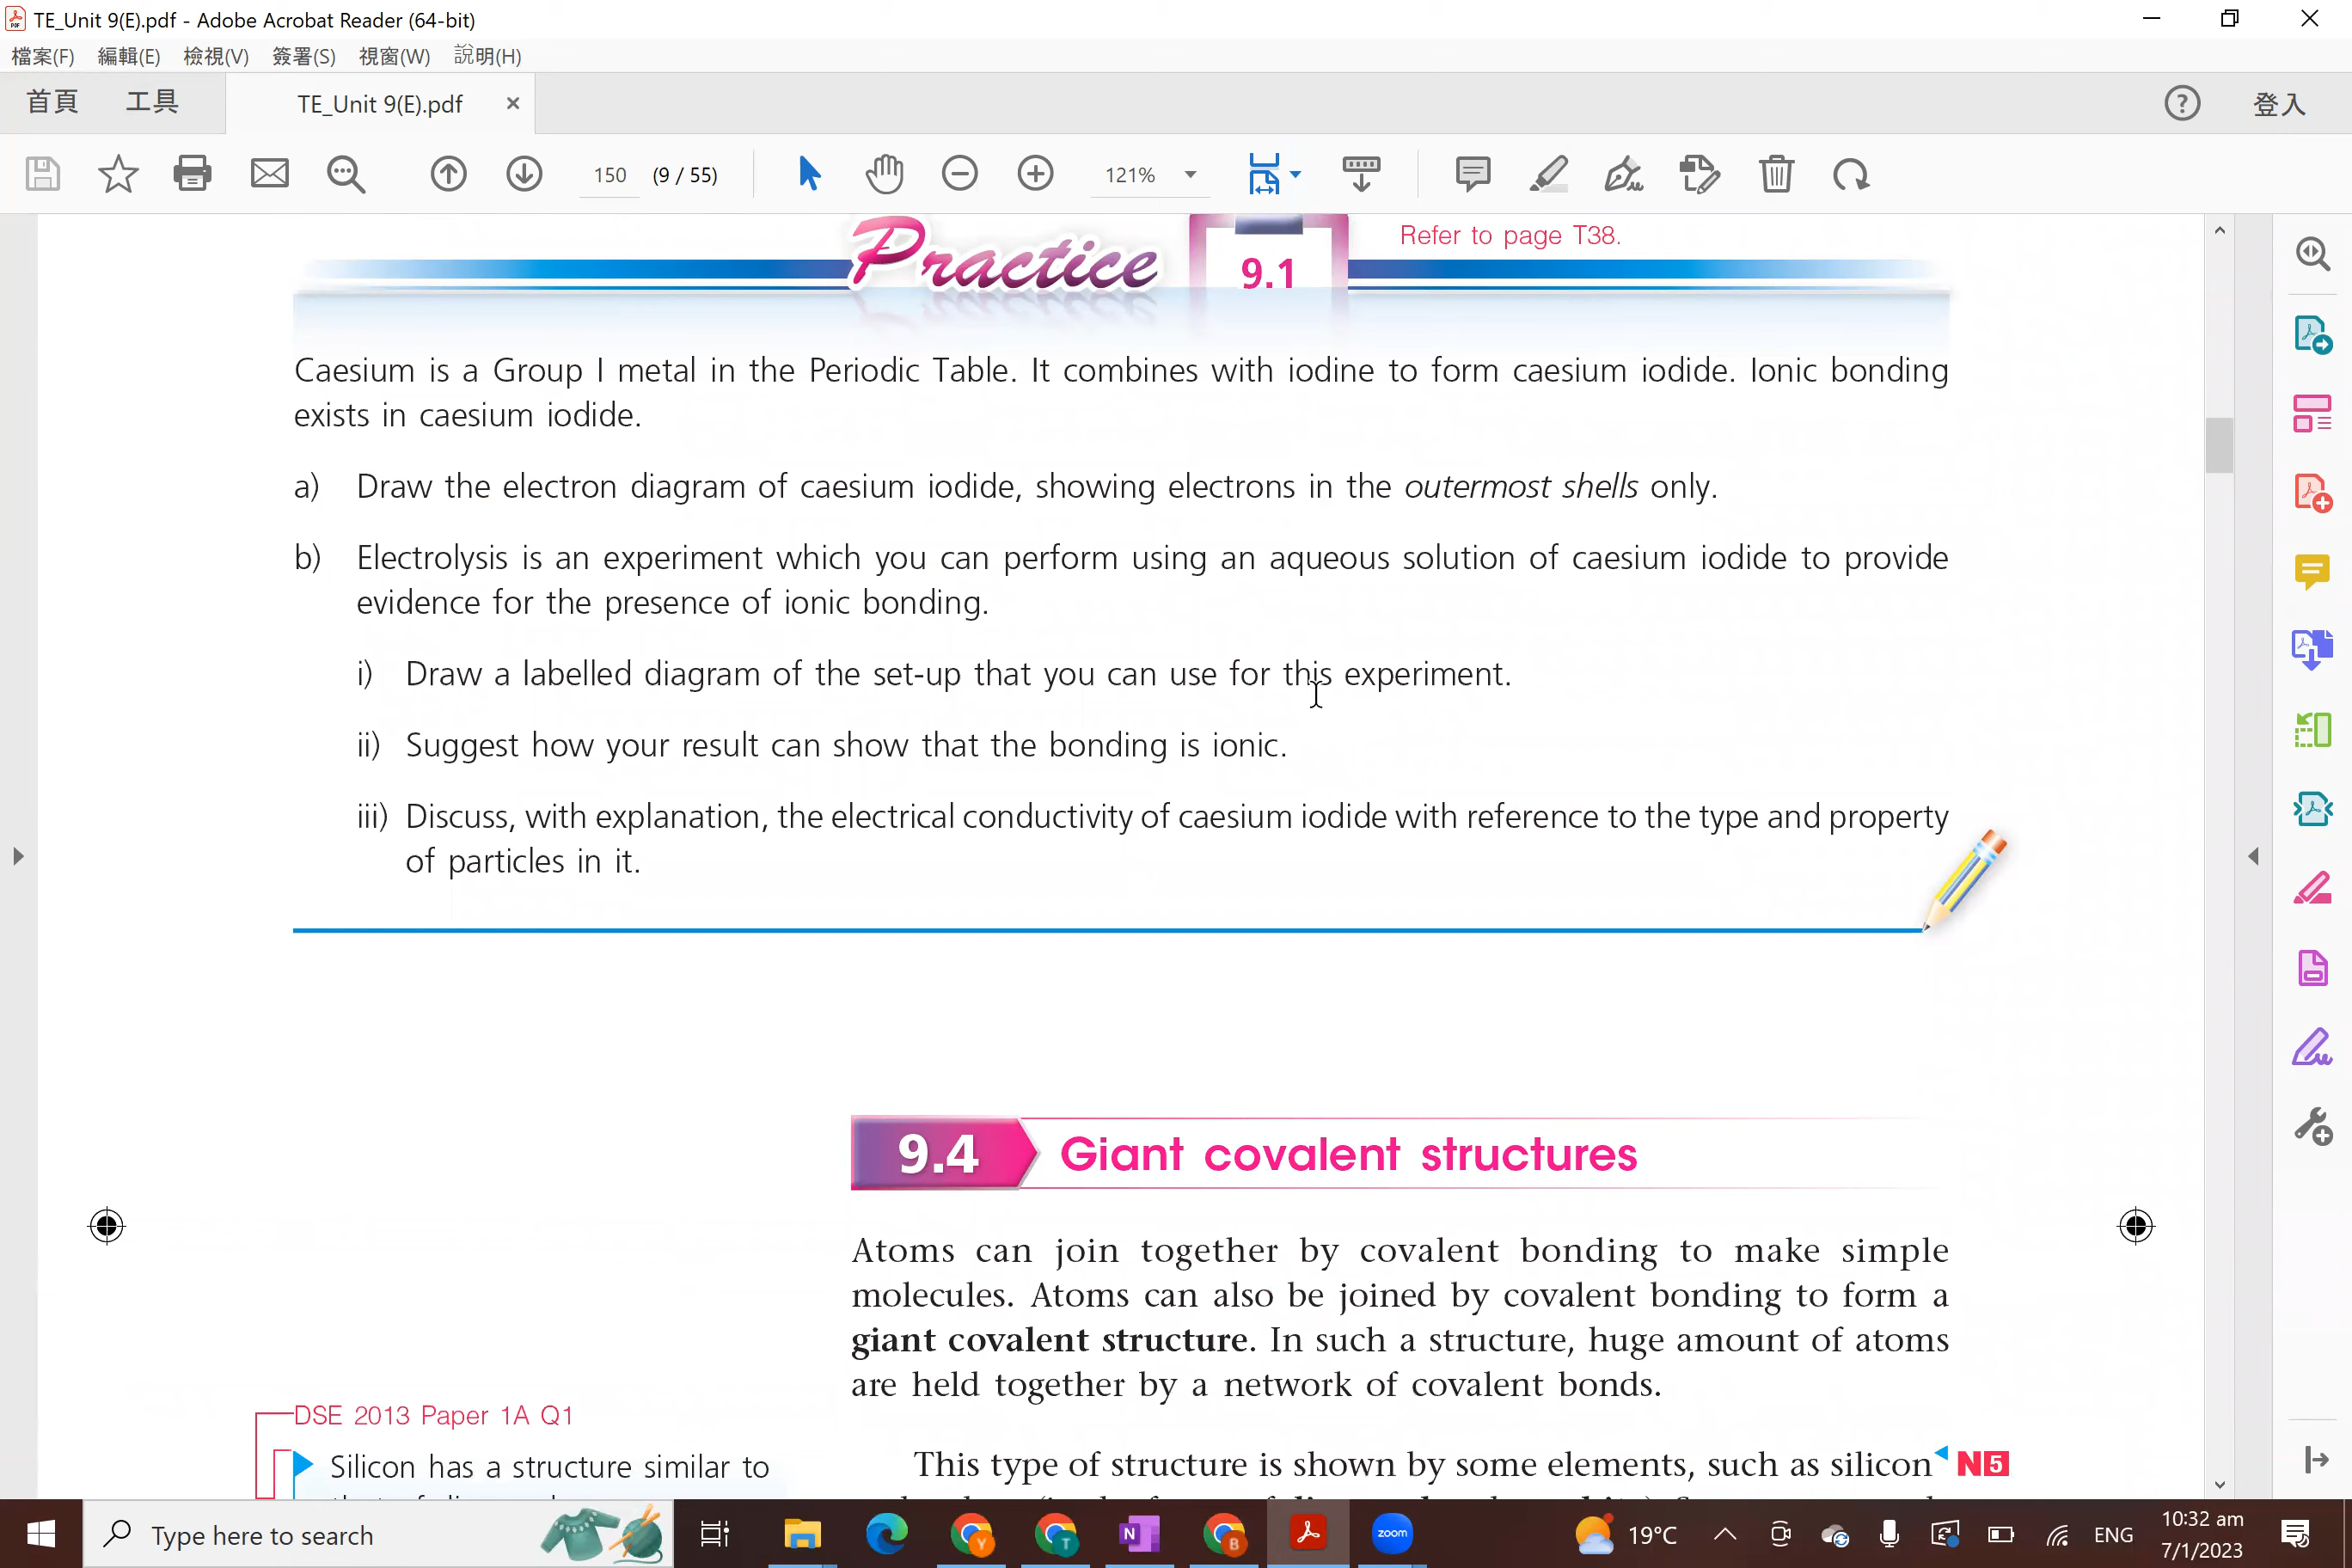 TE_Unit 9(E).pdf - Adobe Acrobat Reader (64-bit)
檔案(F) 編輯(E) 檢視(V) 簽署(S) 視窗(W) 說明(H)
首頁 工具 TE_Unit 9(E).pdf × ? 登入
150 (9 / 55) 121%
Practice 9.1 Refer to page T38.
Caesium is a Group I metal in the Periodic Table. It combines with iodine to form caesium iodide. Ionic bonding
exists in caesium iodide.
a) Draw the electron diagram of caesium iodide, showing electrons in the outermost shells only.
b) Electrolysis is an experiment which you can perform using an aqueous solution of caesium iodide to provide
evidence for the presence of ionic bonding.
i) Draw a labelled diagram of the set-up that you can use for this experiment.
ii) Suggest how your result can show that the bonding is ionic.
iii) Discuss, with explanation, the electrical conductivity of caesium iodide with reference to the type and property
of particles in it.
9.4 Giant covalent structures
Atoms can join together by covalent bonding to make simple
molecules. Atoms can also be joined by covalent bonding to form a
giant covalent structure. In such a structure, huge amount of atoms
are held together by a network of covalent bonds.
DSE 2013 Paper 1A Q1
Silicon has a structure similar to
This type of structure is shown by some elements, such as silicon N5
Type here to search
N Y T B zoom
19°C ENG
10:32 am
7/1/2023